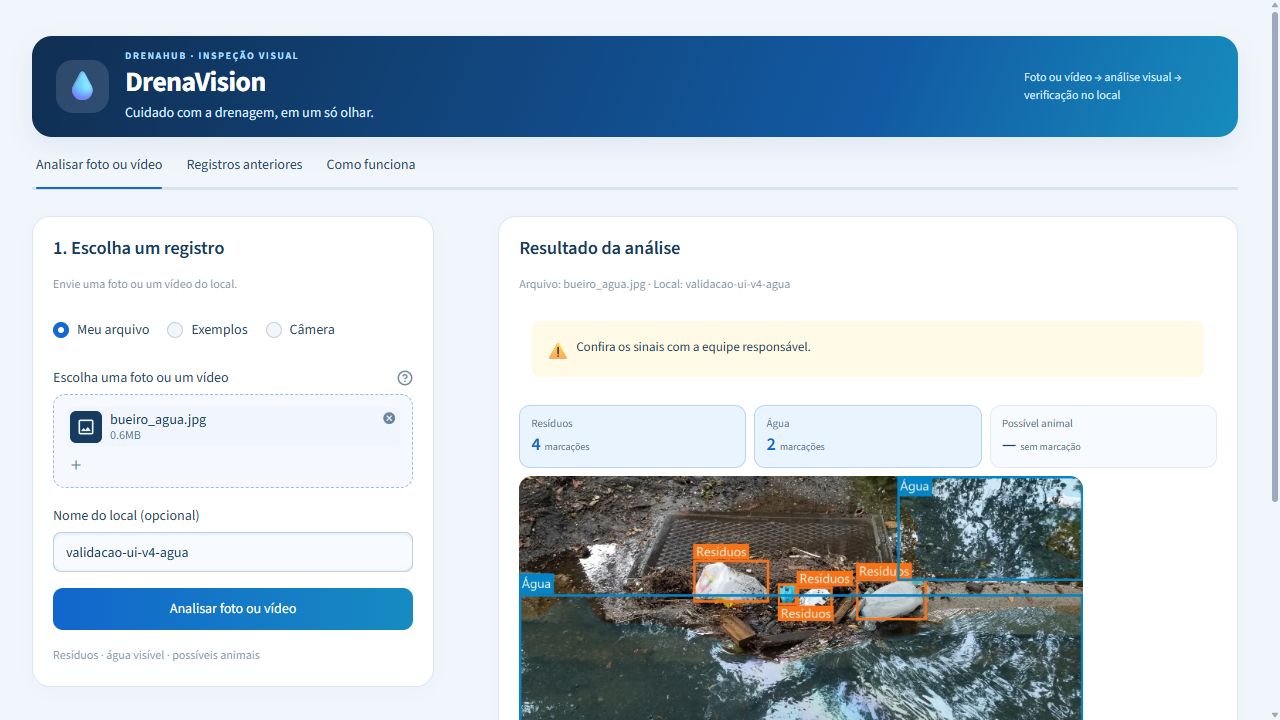 DRENAHUB • INSPEÇÃO VISUAL
DrenaVision
Cuidado com a drenagem, em um só olhar.
Foto ou vídeo → análise visual →
verificação no local
Analisar foto ou vídeo
Registros anteriores
Como funciona
1. Escolha um registro
Envie uma foto ou um vídeo do local.
Meu arquivo
Exemplos
Câmera
Escolha uma foto ou um vídeo
bueiro_agua.jpg
0.6MB
Nome do local (opcional)
validacao-ui-v4-agua
Analisar foto ou vídeo
Resíduos · água visível · possíveis animais
Resultado da análise
Arquivo: bueiro_agua.jpg · Local: validacao-ui-v4-agua
Confira os sinais com a equipe responsável.
Resíduos
4 marcações
Água
2 marcações
Possível animal
— sem marcação
Água
Resíduos
Resíduos
Resíduos
Água
Resíduos